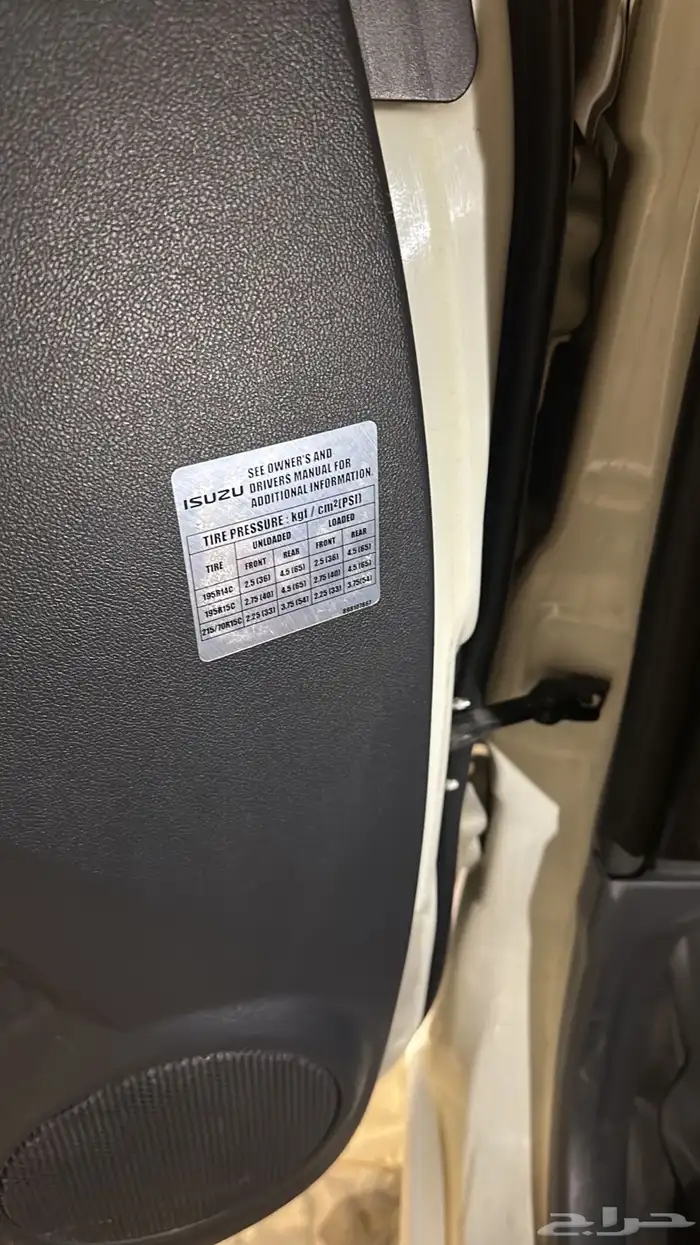 ISUZU
SEE OWNER'S AND
DRIVERS MANUAL FOR
ADDITIONAL INFORMATION.
TIRE PRESSURE : kgf / cm²(PSI)
TIRE UNLOADED LOADED
FRONT REAR FRONT REAR
195R14C 2.5 (36) 4.5 (65) 2.5 (36) 4.5 (65)
195R15C 2.75 (40) 4.5 (65) 2.75 (40) 4.5 (65)
215/70R15C 2.25 (33) 3.75 (54) 2.25 (33) 3.75 (54)
حراج